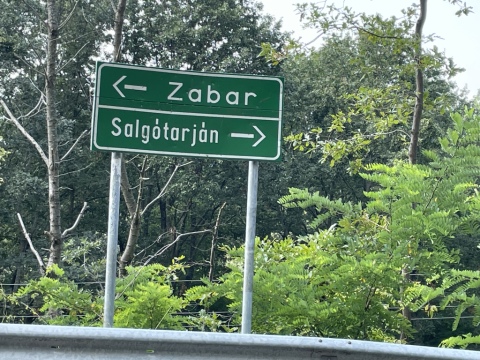 ← Zabar
Salgótarján →